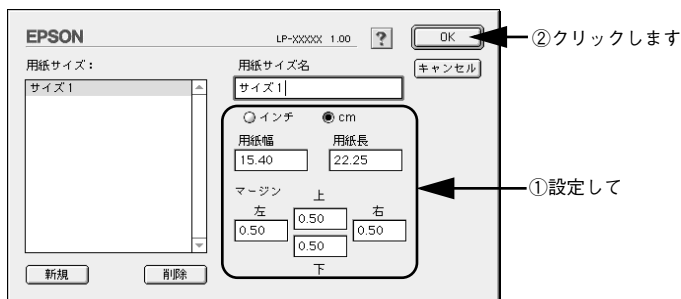 EPSON
LP-XXXXX 1.00
?
OK
②クリックします
用紙サイズ：
用紙サイズ名
キャンセル
サイズ1
サイズ1
インチ
cm
用紙幅
用紙長
15.40
22.25
①設定して
マージン
上
左
右
0.50
0.50
0.50
0.50
下
新規
削除